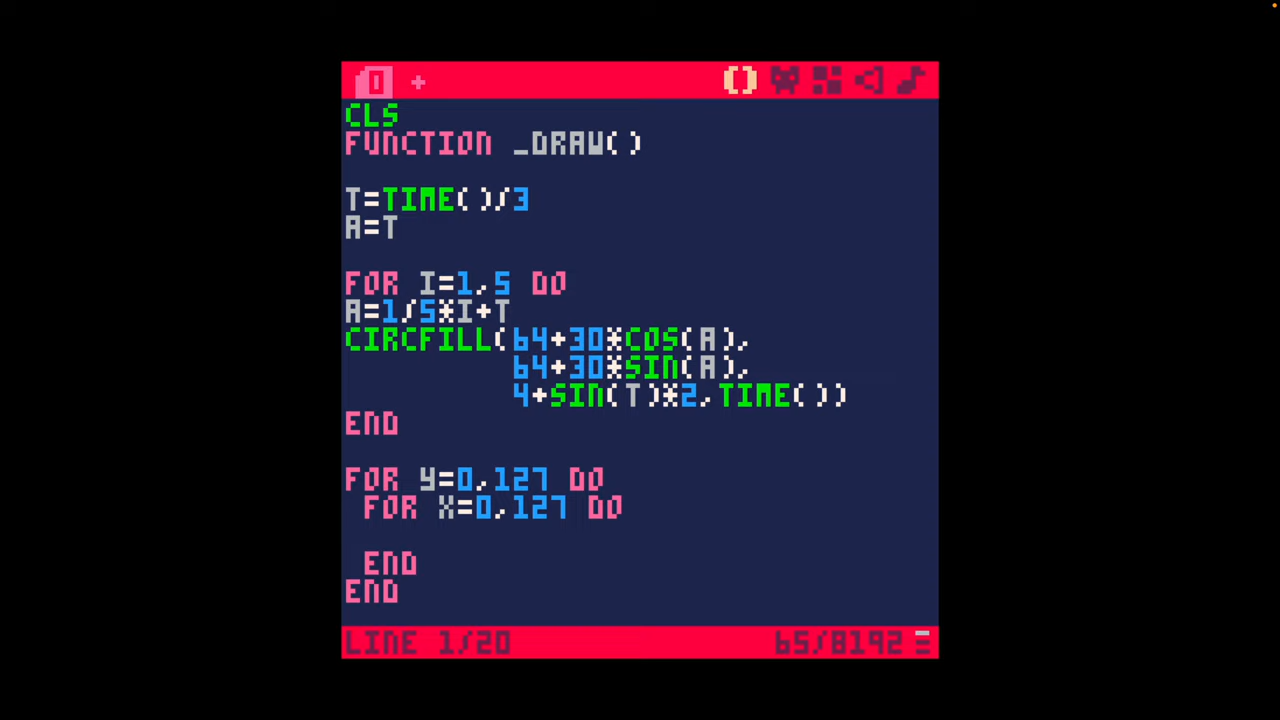 0 +
CLS
FUNCTION _DRAW()
T=TIME()/3
A=T
FOR I=1,5 DO
A=1/5*I+T
CIRCFILL(64+30*COS(A),
64+30*SIN(A),
4+SIN(T)*2,TIME())
END
FOR Y=0,127 DO
FOR X=0,127 DO
END
END
LINE 1/20 65/8192